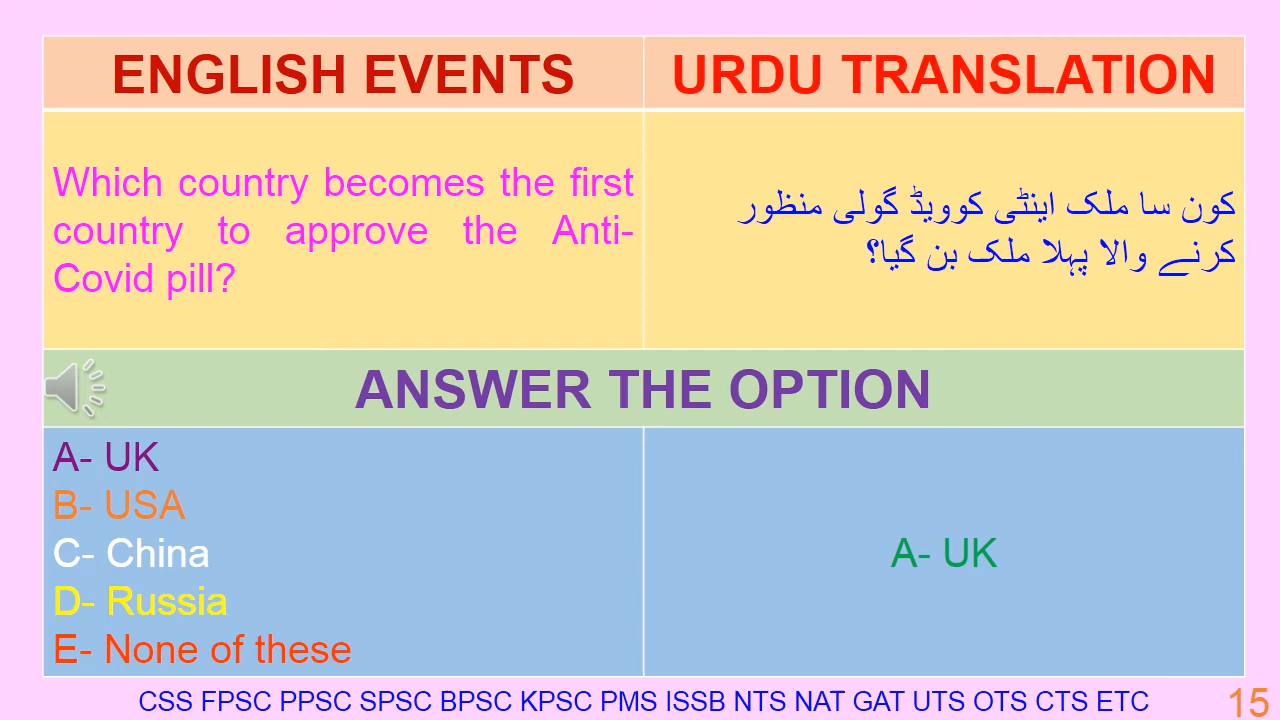 ENGLISH EVENTS
URDU TRANSLATION
Which country becomes the first
country to approve the Anti-
Covid pill?
کون سا ملک اینٹی کوویڈ گولی منظور
کرنے والا پہلا ملک بن گیا؟
ANSWER THE OPTION
A- UK
B- USA
C- China
D- Russia
E- None of these
A- UK
CSS FPSC PPSC SPSC BPSC KPSC PMS ISSB NTS NAT GAT UTS OTS CTS ETC
15